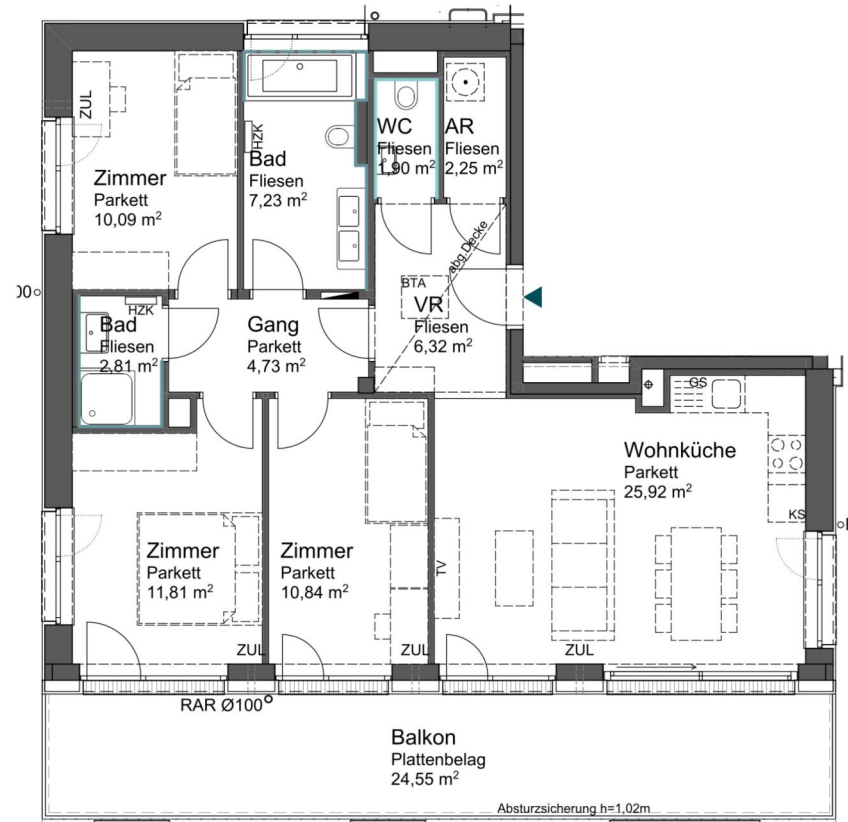 ZUL
Zimmer
Parkett
10,09 m²
HZK
Bad
Fliesen
7,23 m²
WC
Fliesen
1,90 m²
AR
Fliesen
2,25 m²
abg.Decke
BTA
VR
Fliesen
6,32 m²
00
HZK
Bad
Fliesen
2,81 m²
Gang
Parkett
4,73 m²
GS
Wohnküche
Parkett
25,92 m²
KS
Zimmer
Parkett
11,81 m²
Zimmer
Parkett
10,84 m²
TV
ZUL
ZUL
ZUL
RAR Ø100
Balkon
Plattenbelag
24,55 m²
Absturzsicherung h=1,02m